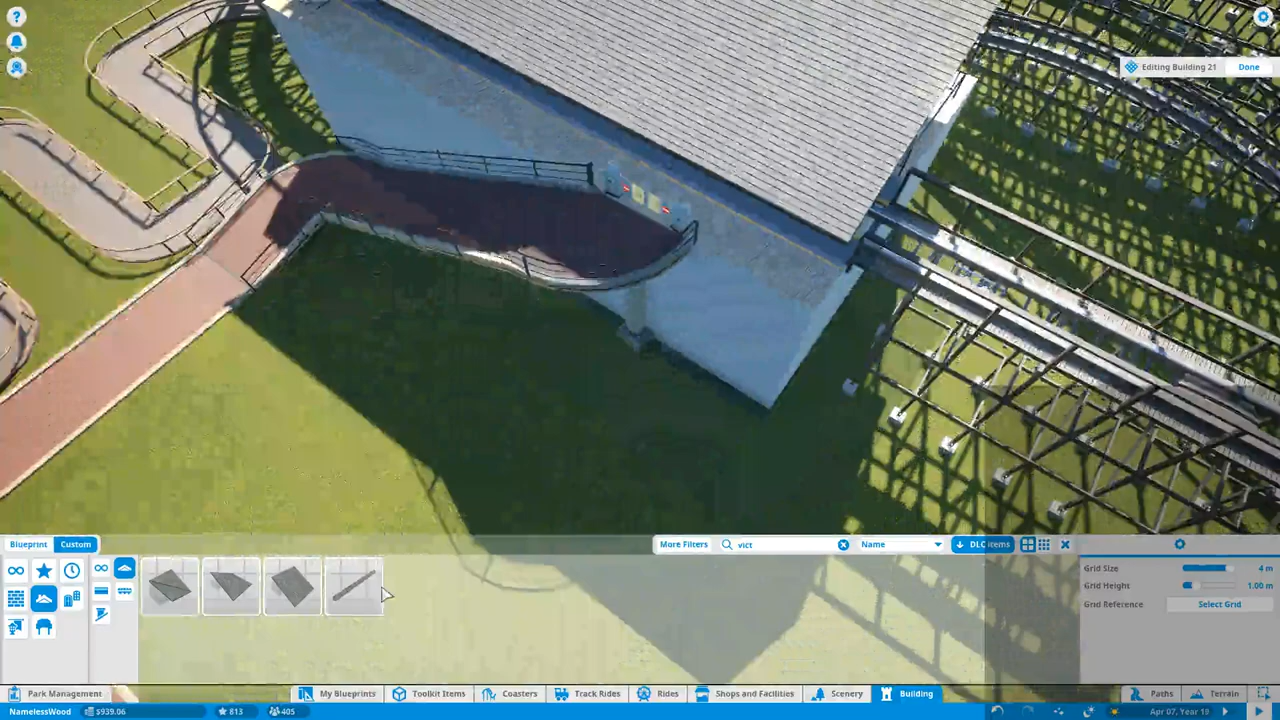 Editing Building 21 Done
Blueprint Custom More Filters vict Name DLC Items
Grid Size 4 m
Grid Height 1.00 m
Grid Reference Select Grid
Park Management My Blueprints Toolkit Items Coasters Track Rides Rides Shops and Facilities Scenery Building Paths Terrain
NamelessWood $939.06 813 405 Apr 07, Year 19